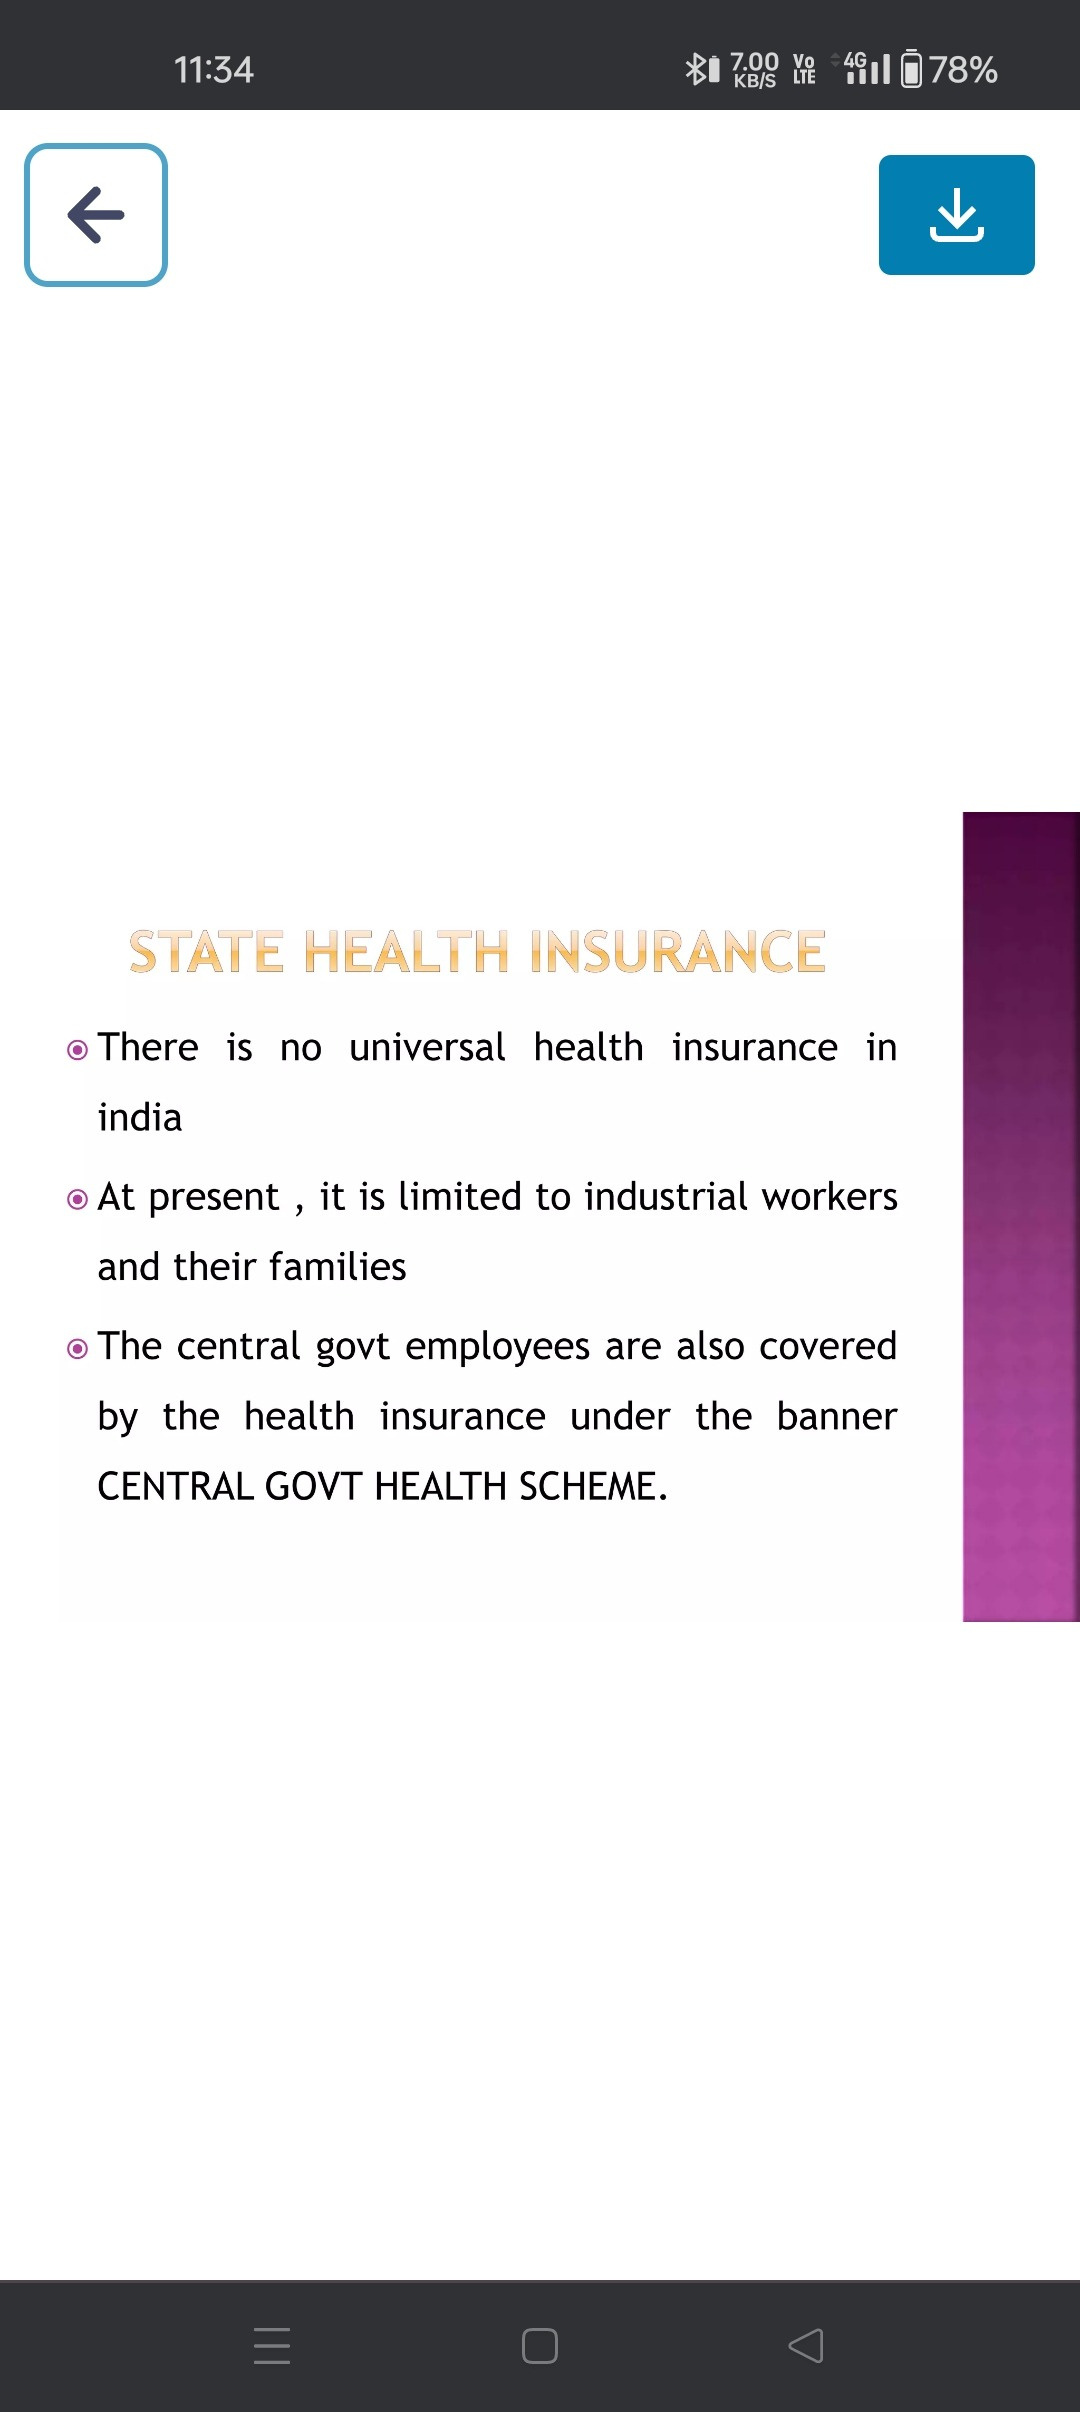 11:34
7.00
KB/S
Vo
LTE
4G
78%
STATE HEALTH INSURANCE
There is no universal health insurance in
india
At present , it is limited to industrial workers
and their families
The central govt employees are also covered
by the health insurance under the banner
CENTRAL GOVT HEALTH SCHEME.